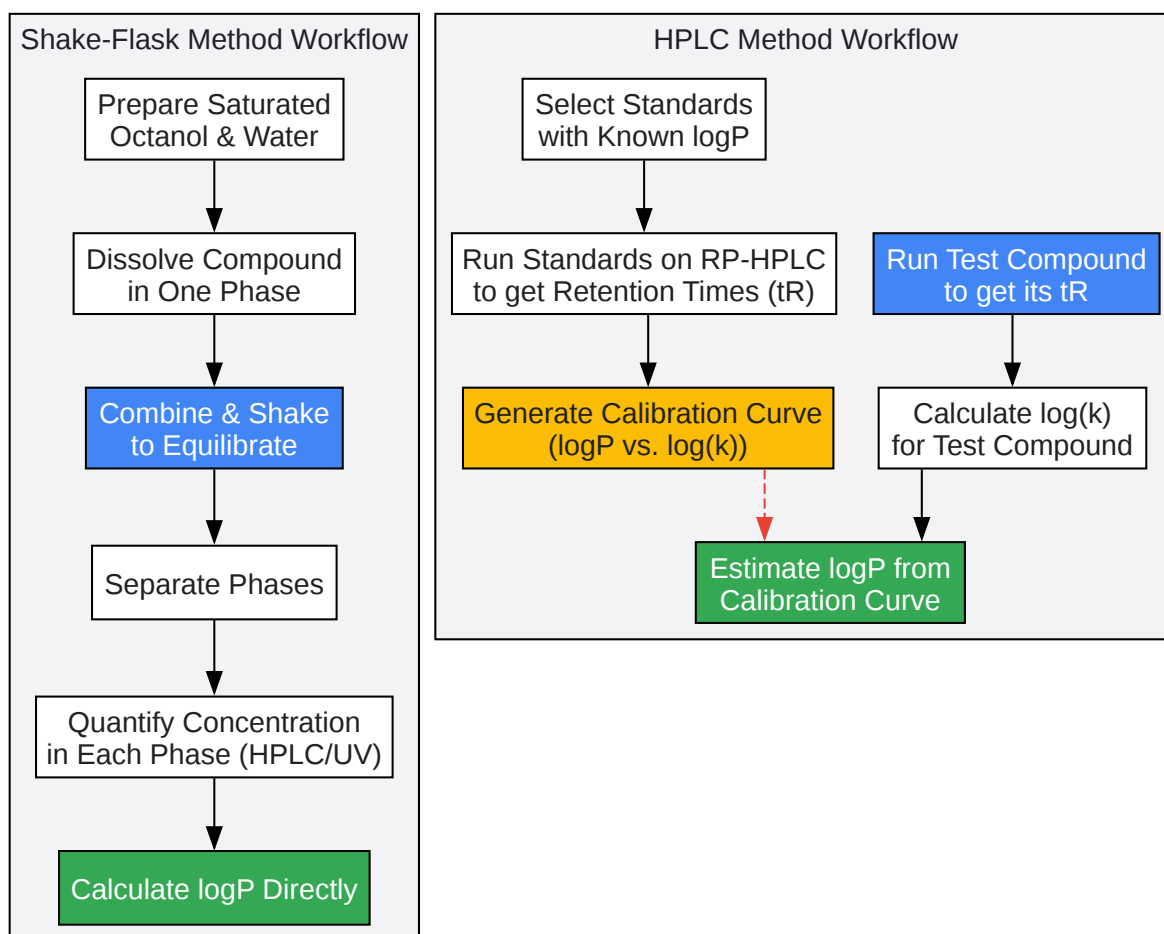 Shake-Flask Method Workflow
Prepare Saturated
Octanol & Water
Dissolve Compound
in One Phase
Combine & Shake
to Equilibrate
Separate Phases
Quantify Concentration
in Each Phase (HPLC/UV)
Calculate logP Directly
HPLC Method Workflow
Select Standards
with Known logP
Run Standards on RP-HPLC
to get Retention Times (tR)
Generate Calibration Curve
(logP vs. log(k))
Run Test Compound
to get its tR
Calculate log(k)
for Test Compound
Estimate logP from
Calibration Curve